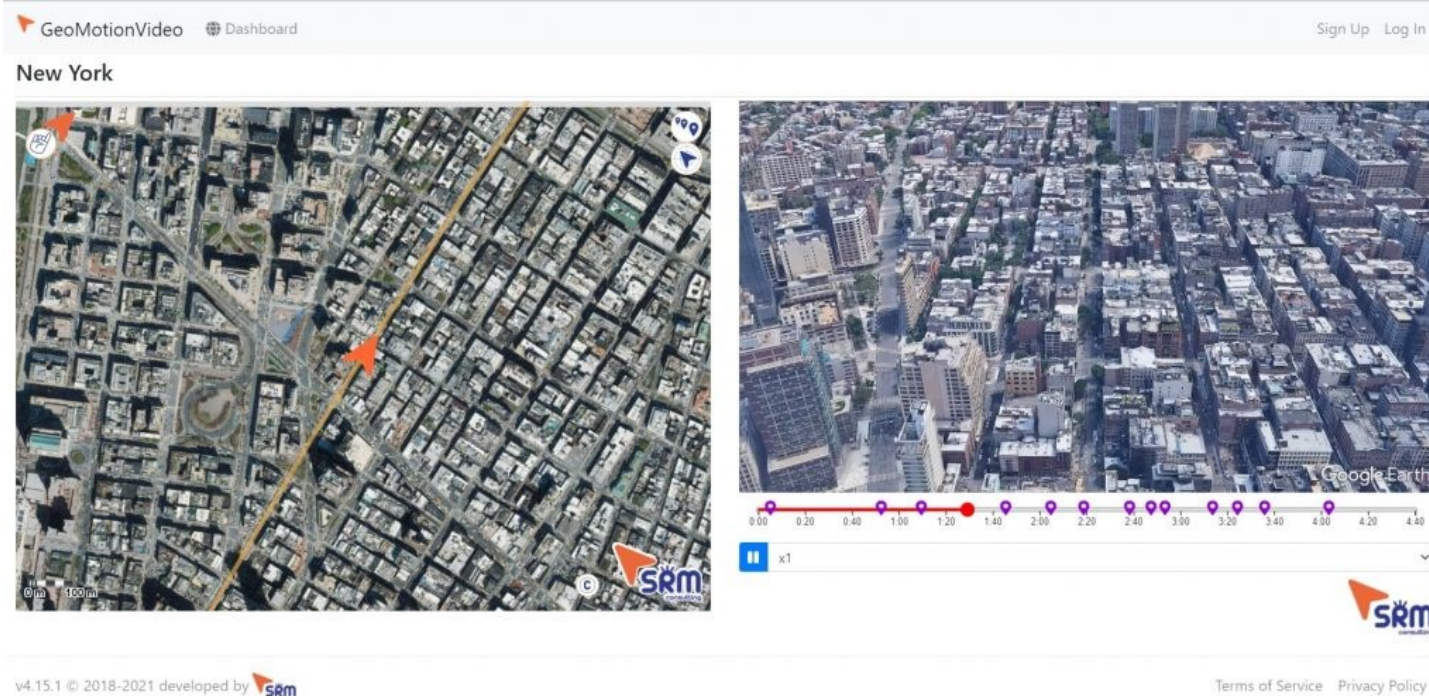 GeoMotionVideo Dashboard Sign Up Log In
New York
0 m 100 m
©
SRM
consulting
Google Earth
0:00 0:20 0:40 1:00 1:20 1:40 2:00 2:20 2:40 3:00 3:20 3:40 4:00 4:20 4:40
x1
SRM
consulting
v4.15.1 © 2018-2021 developed by SRM
Terms of Service Privacy Policy